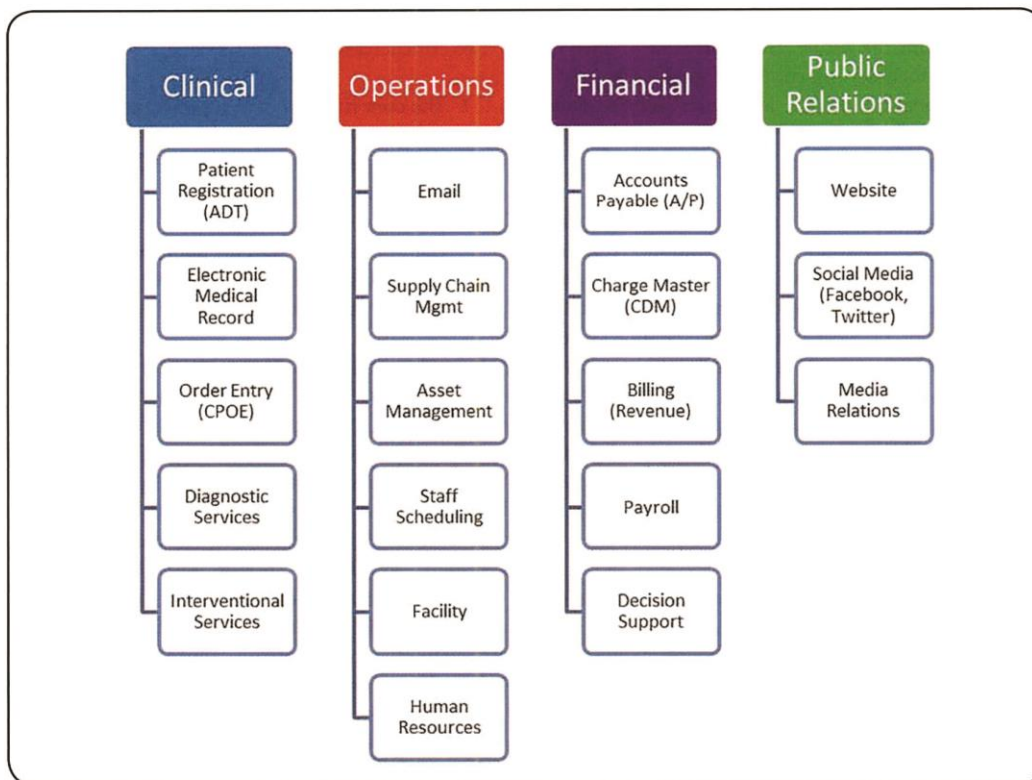 Clinical
Patient
Registration
(ADT)
Electronic
Medical
Record
Order Entry
(CPOE)
Diagnostic
Services
Interventional
Services
Operations
Email
Supply Chain
Mgmt
Asset
Management
Staff
Scheduling
Facility
Human
Resources
Financial
Accounts
Payable (A/P)
Charge Master
(CDM)
Billing
(Revenue)
Payroll
Decision
Support
Public
Relations
Website
Social Media
(Facebook,
Twitter)
Media
Relations